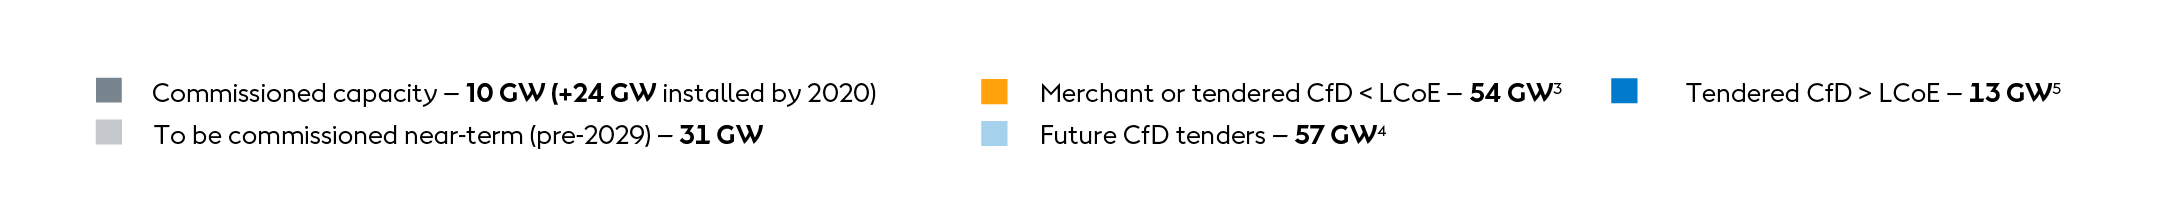 Commissioned capacity – 10 GW (+24 GW installed by 2020)
To be commissioned near-term (pre-2029) – 31 GW
Merchant or tendered CfD < LCoE – 54 GW³
Future CfD tenders – 57 GW⁴
Tendered CfD > LCoE – 13 GW⁵